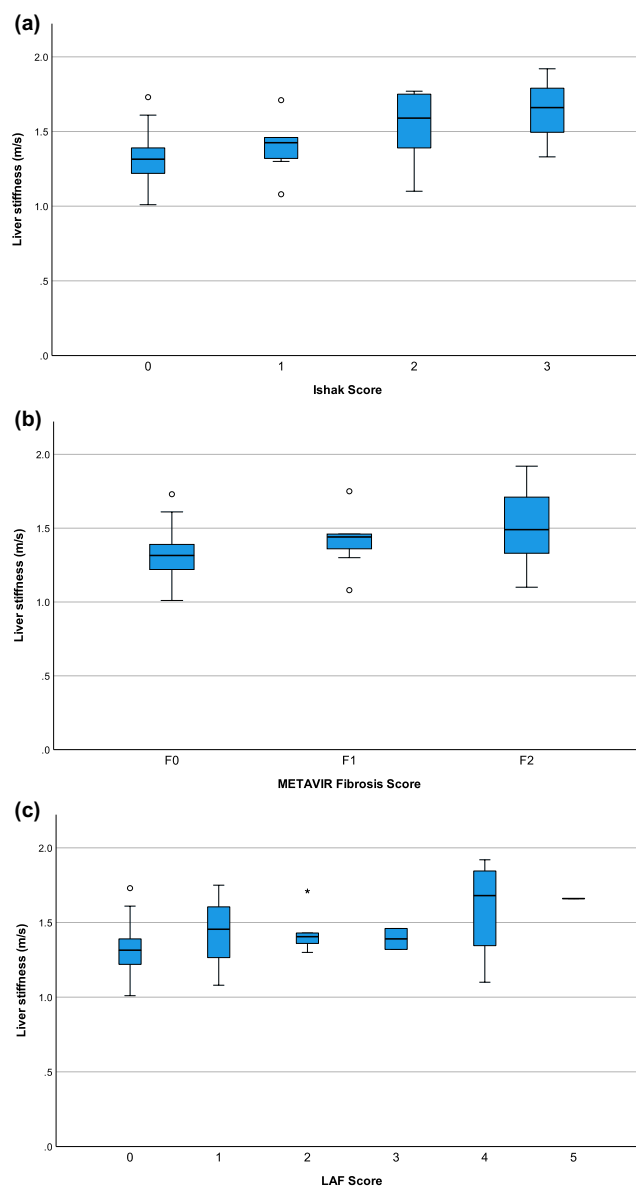 (a)
2.0
1.5
1.0
.5
.0
Liver stiffness (m/s)
0 1 2 3
Ishak Score
(b)
2.0
1.5
1.0
.5
.0
Liver stiffness (m/s)
F0 F1 F2
METAVIR Fibrosis Score
(c)
2.0
1.5
1.0
.5
.0
Liver stiffness (m/s)
*
0 1 2 3 4 5
LAF Score